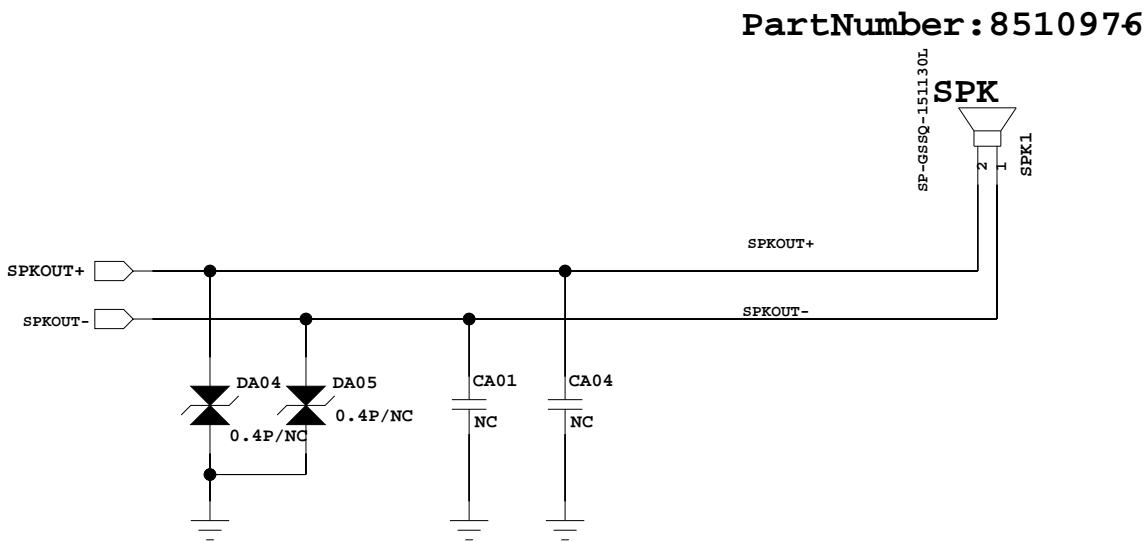 PartNumber:8510976
SP-GSSQ-151130L
SPK
2
1
SPK1
SPKOUT+
SPKOUT+
SPKOUT-
SPKOUT-
DA04
DA05
CA01
CA04
0.4P/NC
0.4P/NC
NC
NC